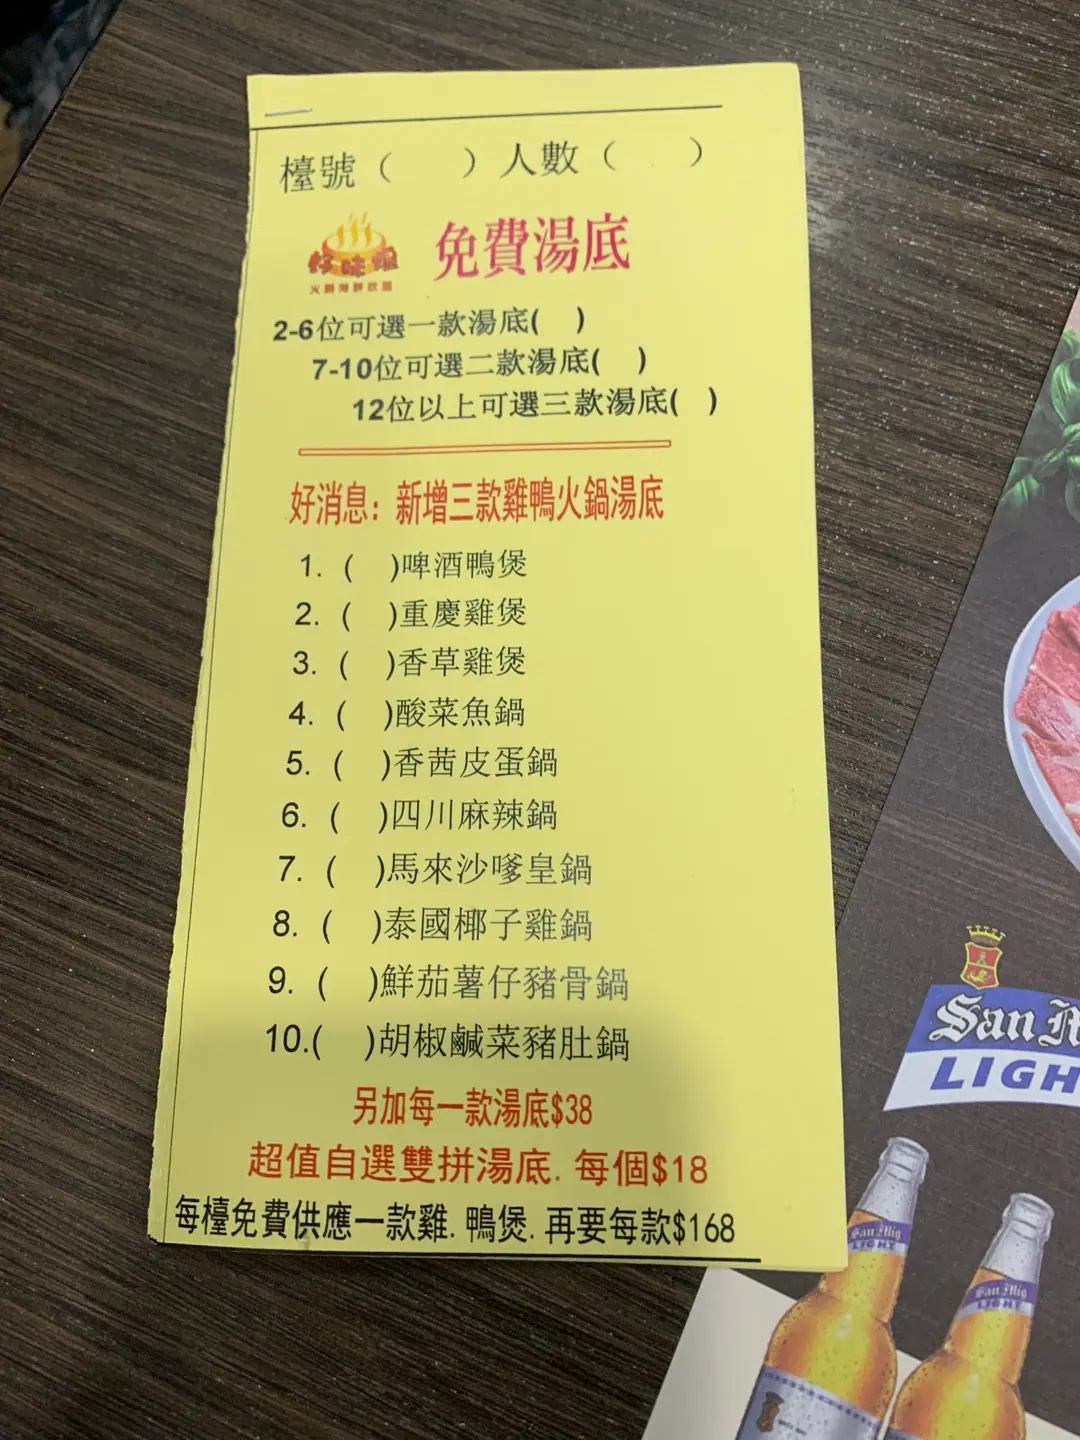 檯號（　　）人數（　　）
免費湯底
2-6位可選一款湯底(　)
7-10位可選二款湯底(　)
12位以上可選三款湯底(　)
好消息: 新增三款雞鴨火鍋湯底
1. (　)啤酒鴨煲
2. (　)重慶雞煲
3. (　)香草雞煲
4. (　)酸菜魚鍋
5. (　)香茜皮蛋鍋
6. (　)四川麻辣鍋
7. (　)馬來沙嗲皇鍋
8. (　)泰國椰子雞鍋
9. (　)鮮茄薯仔豬骨鍋
10.(　)胡椒鹹菜豬肚鍋
另加每一款湯底$38
超值自選雙拼湯底. 每個$18
每檯免費供應一款雞. 鴨煲. 再要每款$168
San
LIGH
San Mig
LIGHT
San Mig
LIGHT